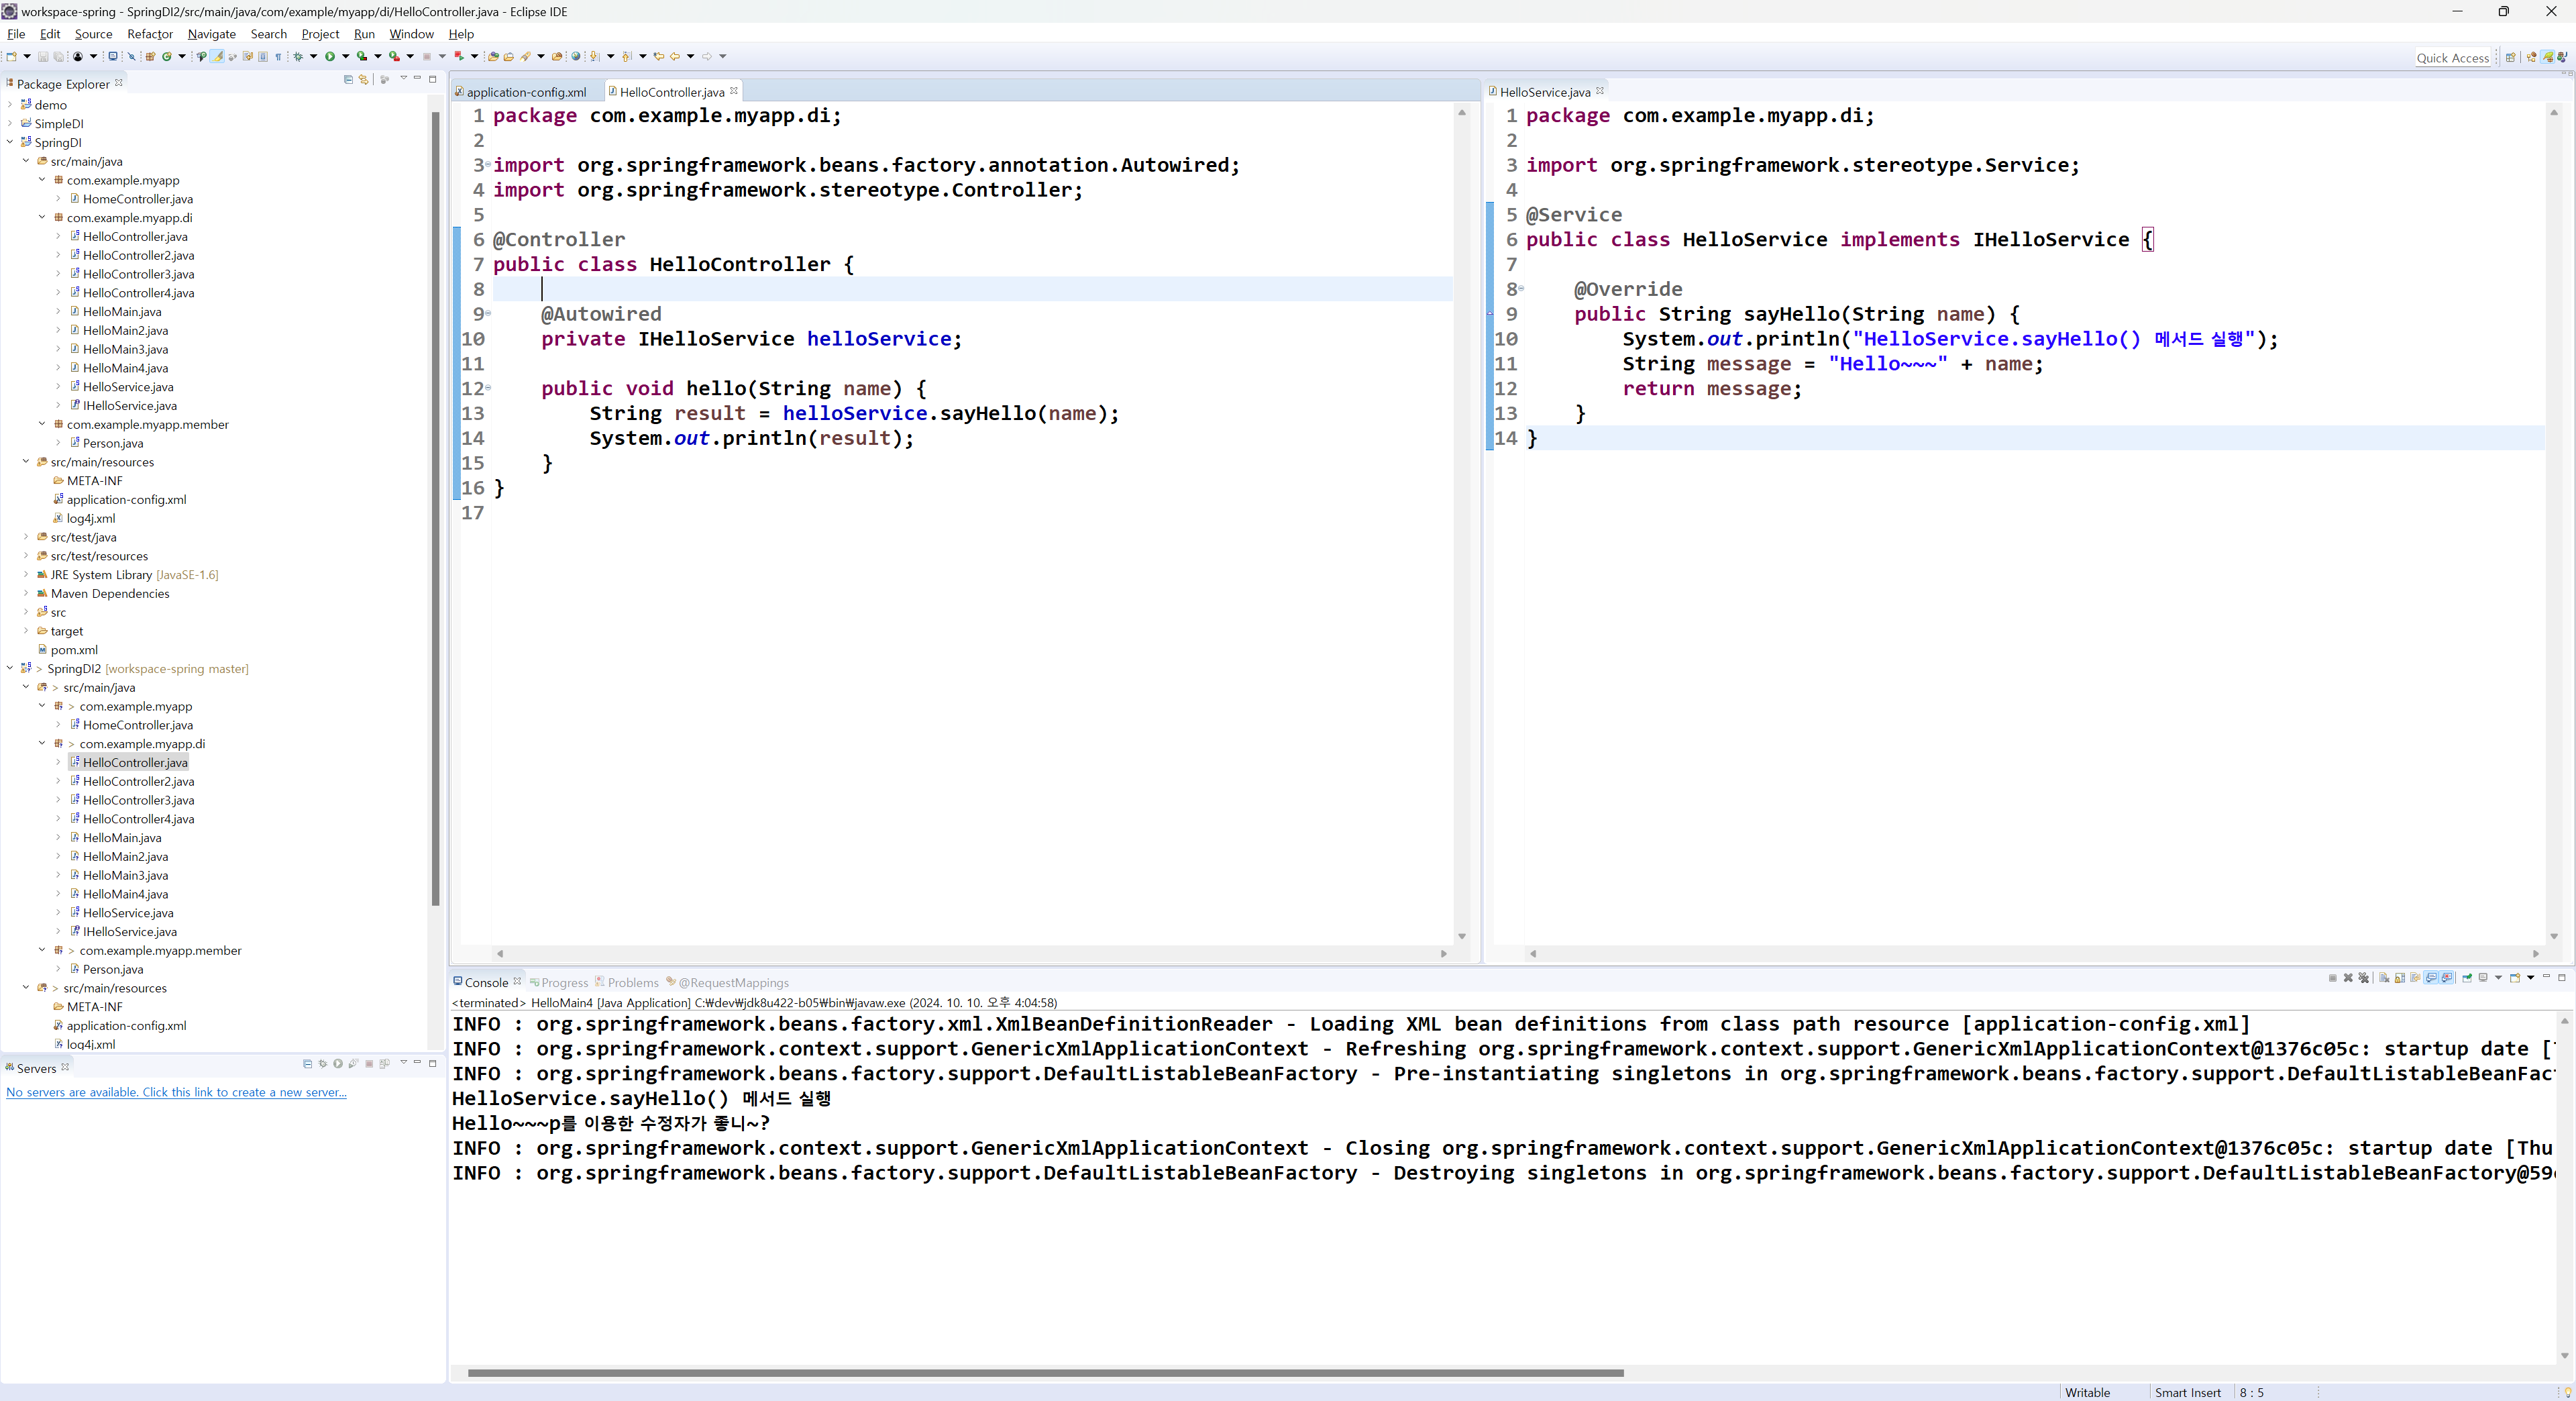 workspace-spring - SpringDI2/src/main/java/com/example/myapp/di/HelloController.java - Eclipse IDE
File Edit Source Refactor Navigate Search Project Run Window Help
Quick Access
Package Explorer
demo
SimpleDI
SpringDI
src/main/java
com.example.myapp
HomeController.java
com.example.myapp.di
HelloController.java
HelloController2.java
HelloController3.java
HelloController4.java
HelloMain.java
HelloMain2.java
HelloMain3.java
HelloMain4.java
HelloService.java
IHelloService.java
com.example.myapp.member
Person.java
src/main/resources
META-INF
application-config.xml
log4j.xml
src/test/java
src/test/resources
JRE System Library [JavaSE-1.6]
Maven Dependencies
src
target
pom.xml
> SpringDI2 [workspace-spring master]
> src/main/java
> com.example.myapp
HomeController.java
> com.example.myapp.di
HelloController.java
HelloController2.java
HelloController3.java
HelloController4.java
HelloMain.java
HelloMain2.java
HelloMain3.java
HelloMain4.java
HelloService.java
IHelloService.java
> com.example.myapp.member
Person.java
> src/main/resources
META-INF
application-config.xml
log4j.xml
Servers
No servers are available. Click this link to create a new server...
application-config.xml HelloController.java
1 package com.example.myapp.di;
2
3 import org.springframework.beans.factory.annotation.Autowired;
4 import org.springframework.stereotype.Controller;
5
6 @Controller
7 public class HelloController {
8
9 @Autowired
10 private IHelloService helloService;
11
12 public void hello(String name) {
13 String result = helloService.sayHello(name);
14 System.out.println(result);
15 }
16 }
17
HelloService.java
1 package com.example.myapp.di;
2
3 import org.springframework.stereotype.Service;
4
5 @Service
6 public class HelloService implements IHelloService {
7
8 @Override
9 public String sayHello(String name) {
10 System.out.println("HelloService.sayHello() 메서드 실행");
11 String message = "Hello~~~" + name;
12 return message;
13 }
14 }
Console Progress Problems @RequestMappings
<terminated> HelloMain4 [Java Application] C:₩dev₩jdk8u422-b05₩bin₩javaw.exe (2024. 10. 10. 오후 4:04:58)
INFO : org.springframework.beans.factory.xml.XmlBeanDefinitionReader - Loading XML bean definitions from class path resource [application-config.xml]
INFO : org.springframework.context.support.GenericXmlApplicationContext - Refreshing org.springframework.context.support.GenericXmlApplicationContext@1376c05c: startup date [
INFO : org.springframework.beans.factory.support.DefaultListableBeanFactory - Pre-instantiating singletons in org.springframework.beans.factory.support.DefaultListableBeanFac
HelloService.sayHello() 메서드 실행
Hello~~~p를 이용한 수정자가 좋니~?
INFO : org.springframework.context.support.GenericXmlApplicationContext - Closing org.springframework.context.support.GenericXmlApplicationContext@1376c05c: startup date [Thu
INFO : org.springframework.beans.factory.support.DefaultListableBeanFactory - Destroying singletons in org.springframework.beans.factory.support.DefaultListableBeanFactory@59
Writable Smart Insert 8 : 5